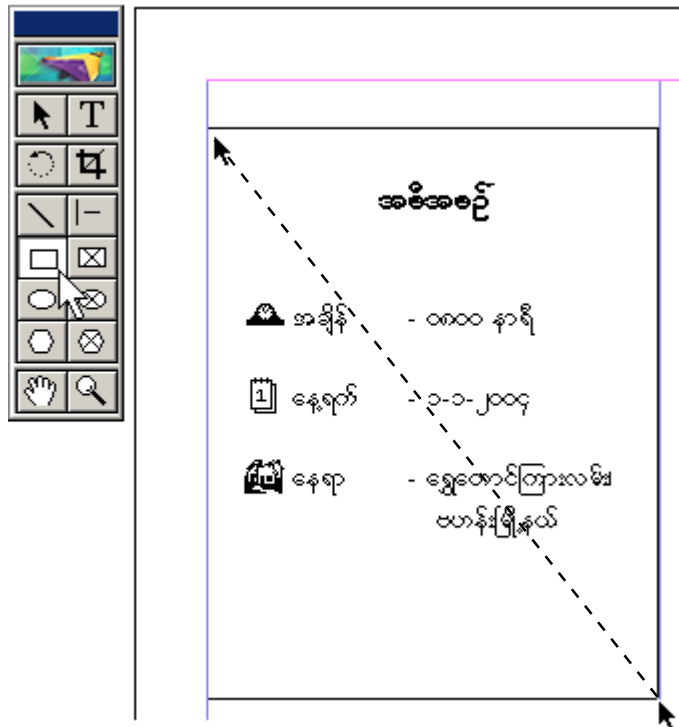 T
အစီအစဉ်
အချိန် - ၀၈၀၀ နာရီ
1
နေ့ရက် - ၁-၁-၂၀၀၄
နေရာ - ရွှေတောင်ကြားလမ်း၊
ဗဟန်းမြို့နယ်